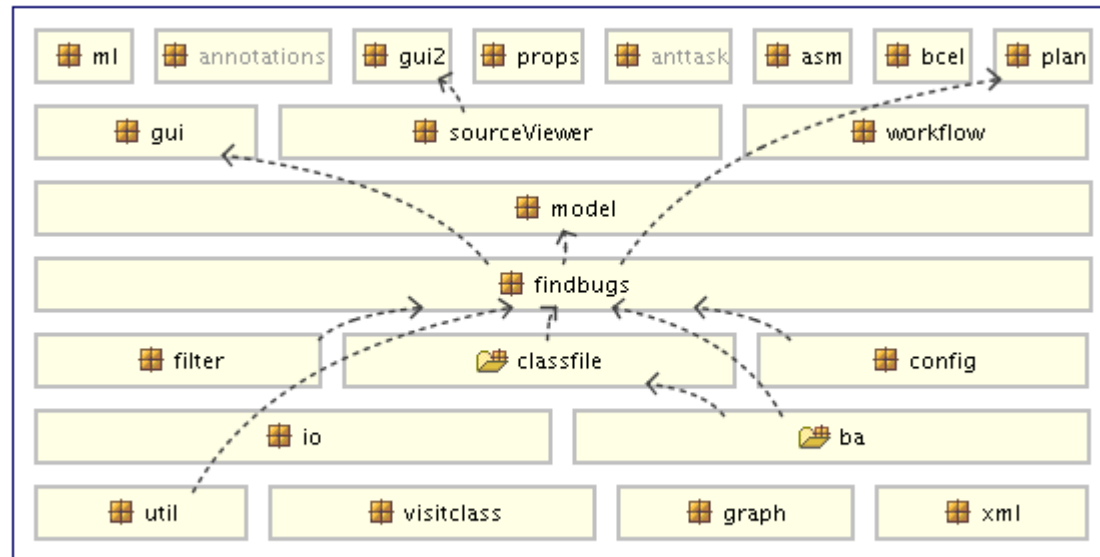 ml annotations gui2 props anttask asm bcel plan
gui sourceViewer workflow
model
findbugs
filter classfile config
io ba
util visitclass graph xml